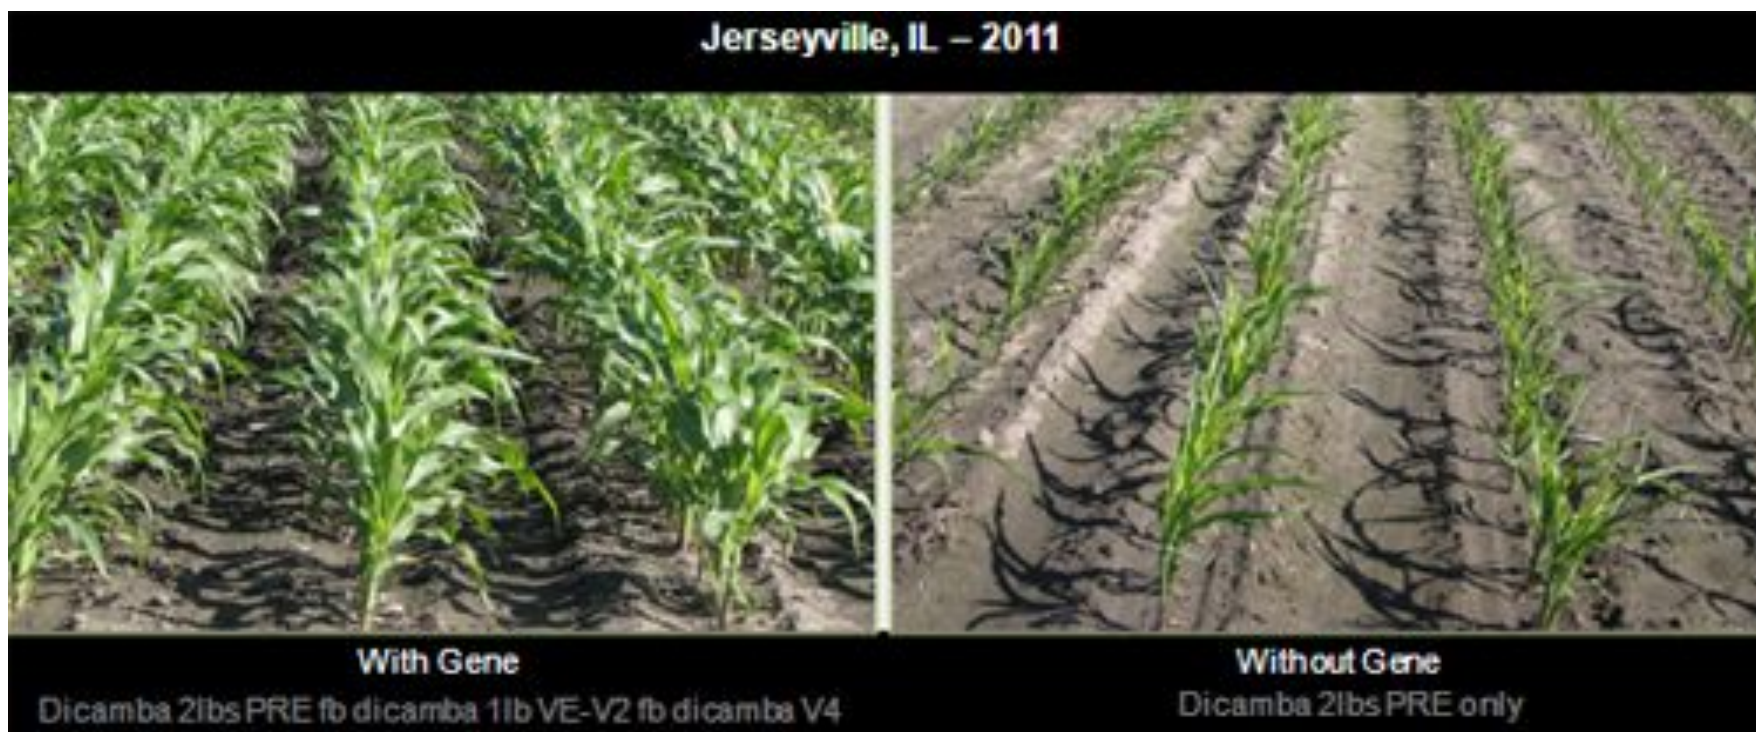 Jerseyville, IL – 2011
With Gene
Without Gene
Dicamba 2lbs PRE fb dicamba 1lb VE-V2 fb dicamba V4
Dicamba 2lbs PRE only